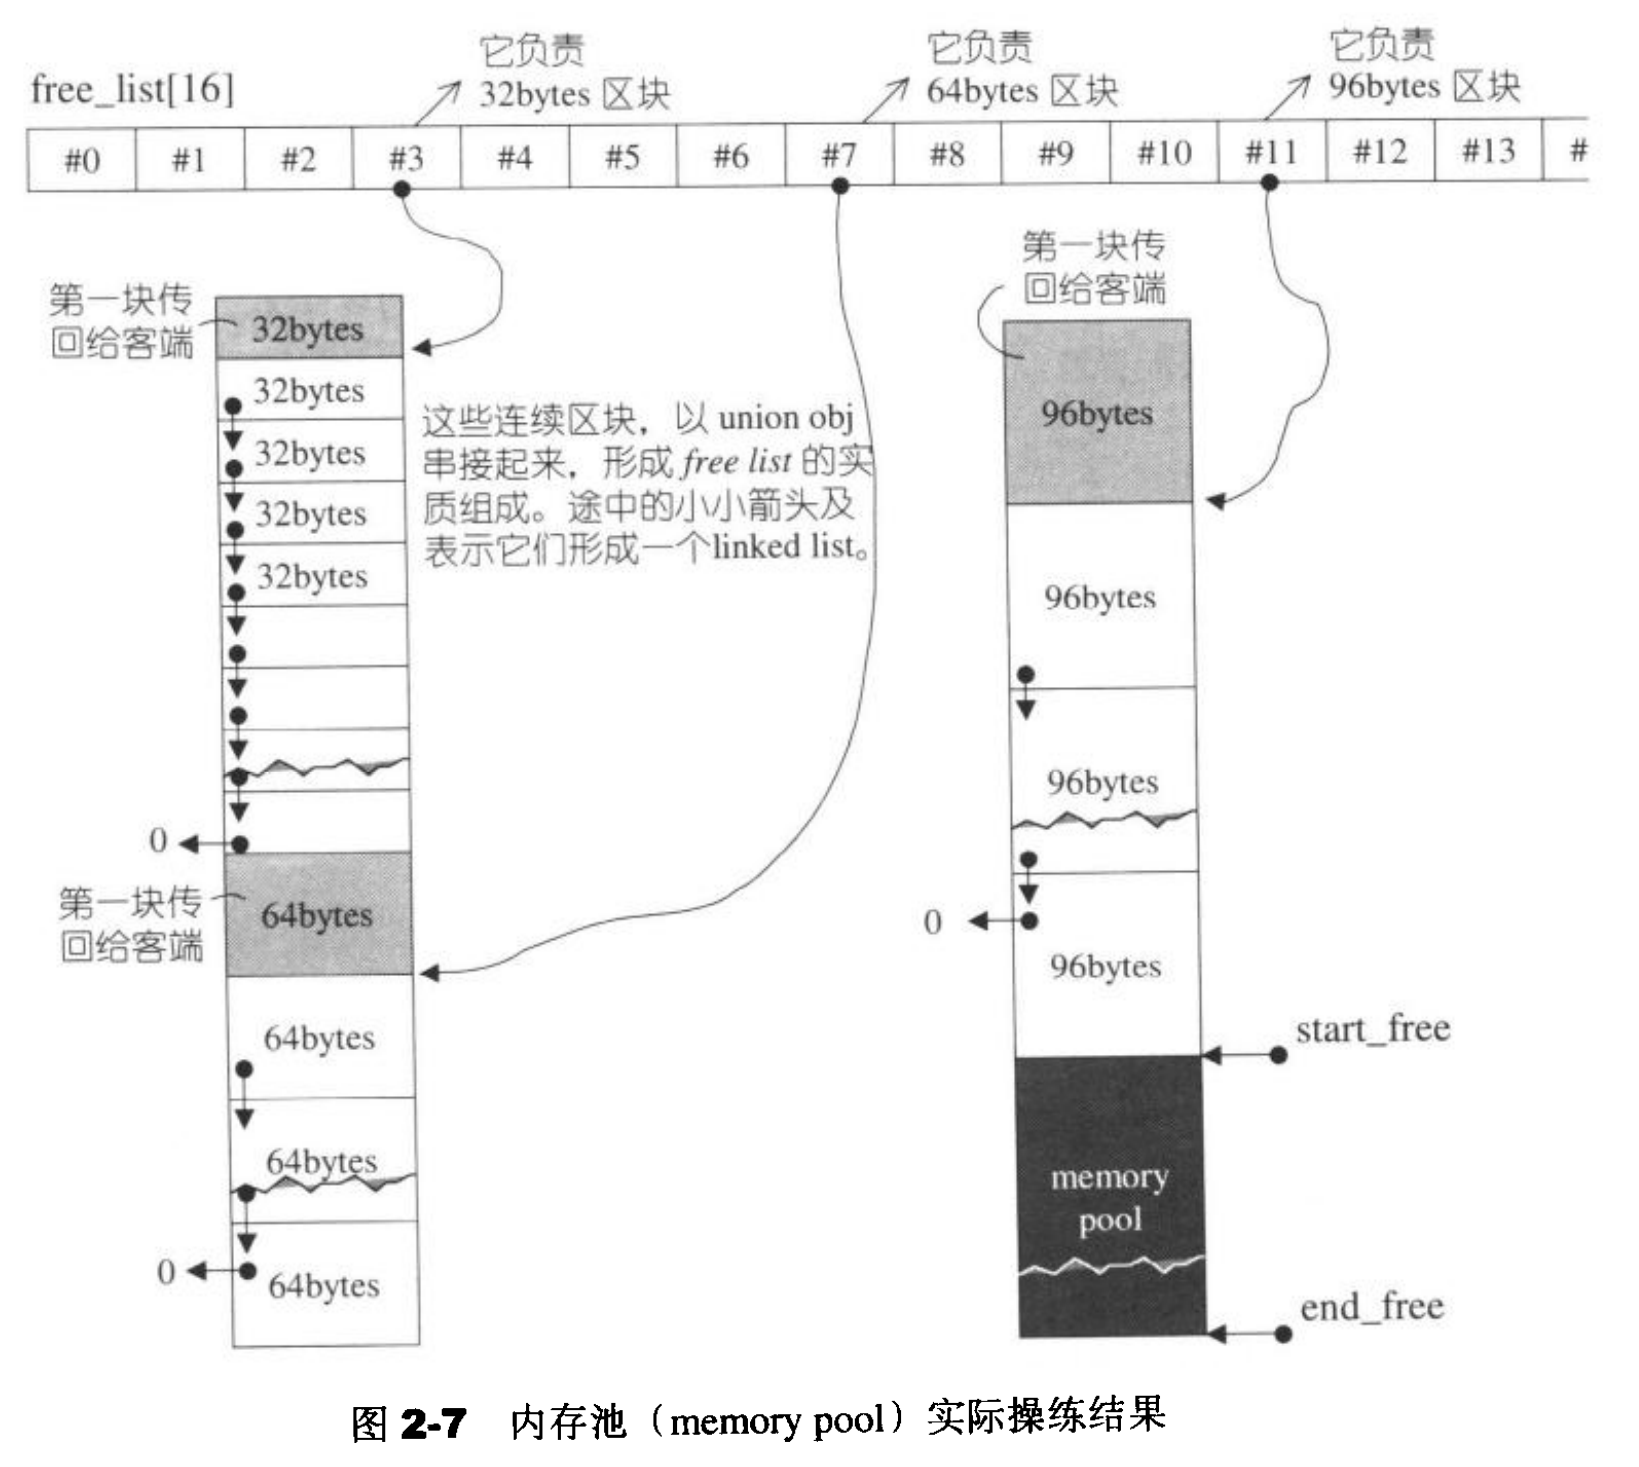 它负责
32bytes 区块
它负责
64bytes 区块
它负责
96bytes 区块
free_list[16]
#0 #1 #2 #3 #4 #5 #6 #7 #8 #9 #10 #11 #12 #13 #
第一块传
回给客端
32bytes
32bytes
32bytes
32bytes
32bytes
0
这些连续区块，以 union obj
串接起来，形成 free list 的实
质组成。途中的小小箭头及
表示它们形成一个linked list。
第一块传
回给客端
64bytes
64bytes
64bytes
0
64bytes
第一块传
回给客端
96bytes
96bytes
96bytes
0
96bytes
start_free
memory
pool
end_free
图 2-7 内存池（memory pool）实际操练结果